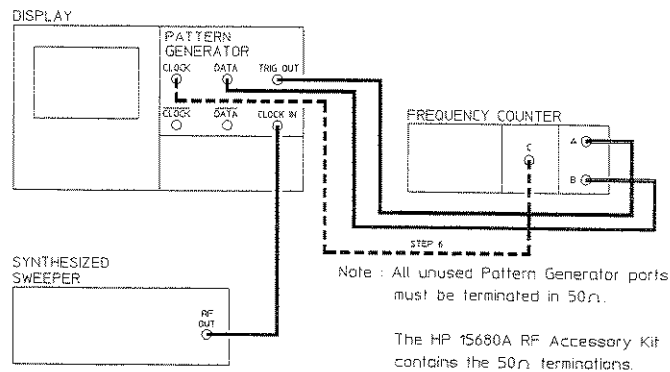 DISPLAY
PATTERN
GENERATOR
CLOCK DATA TRIG OUT
CLOCK DATA CLOCK IN
FREQUENCY COUNTER
A
C
B
STEP 6
SYNTHESIZED
SWEEPER
RF
OUT
Note : All unused Pattern Generator ports
must be terminated in 50Ω.
The HP 15680A RF Accessory Kit
contains the 50Ω terminations.